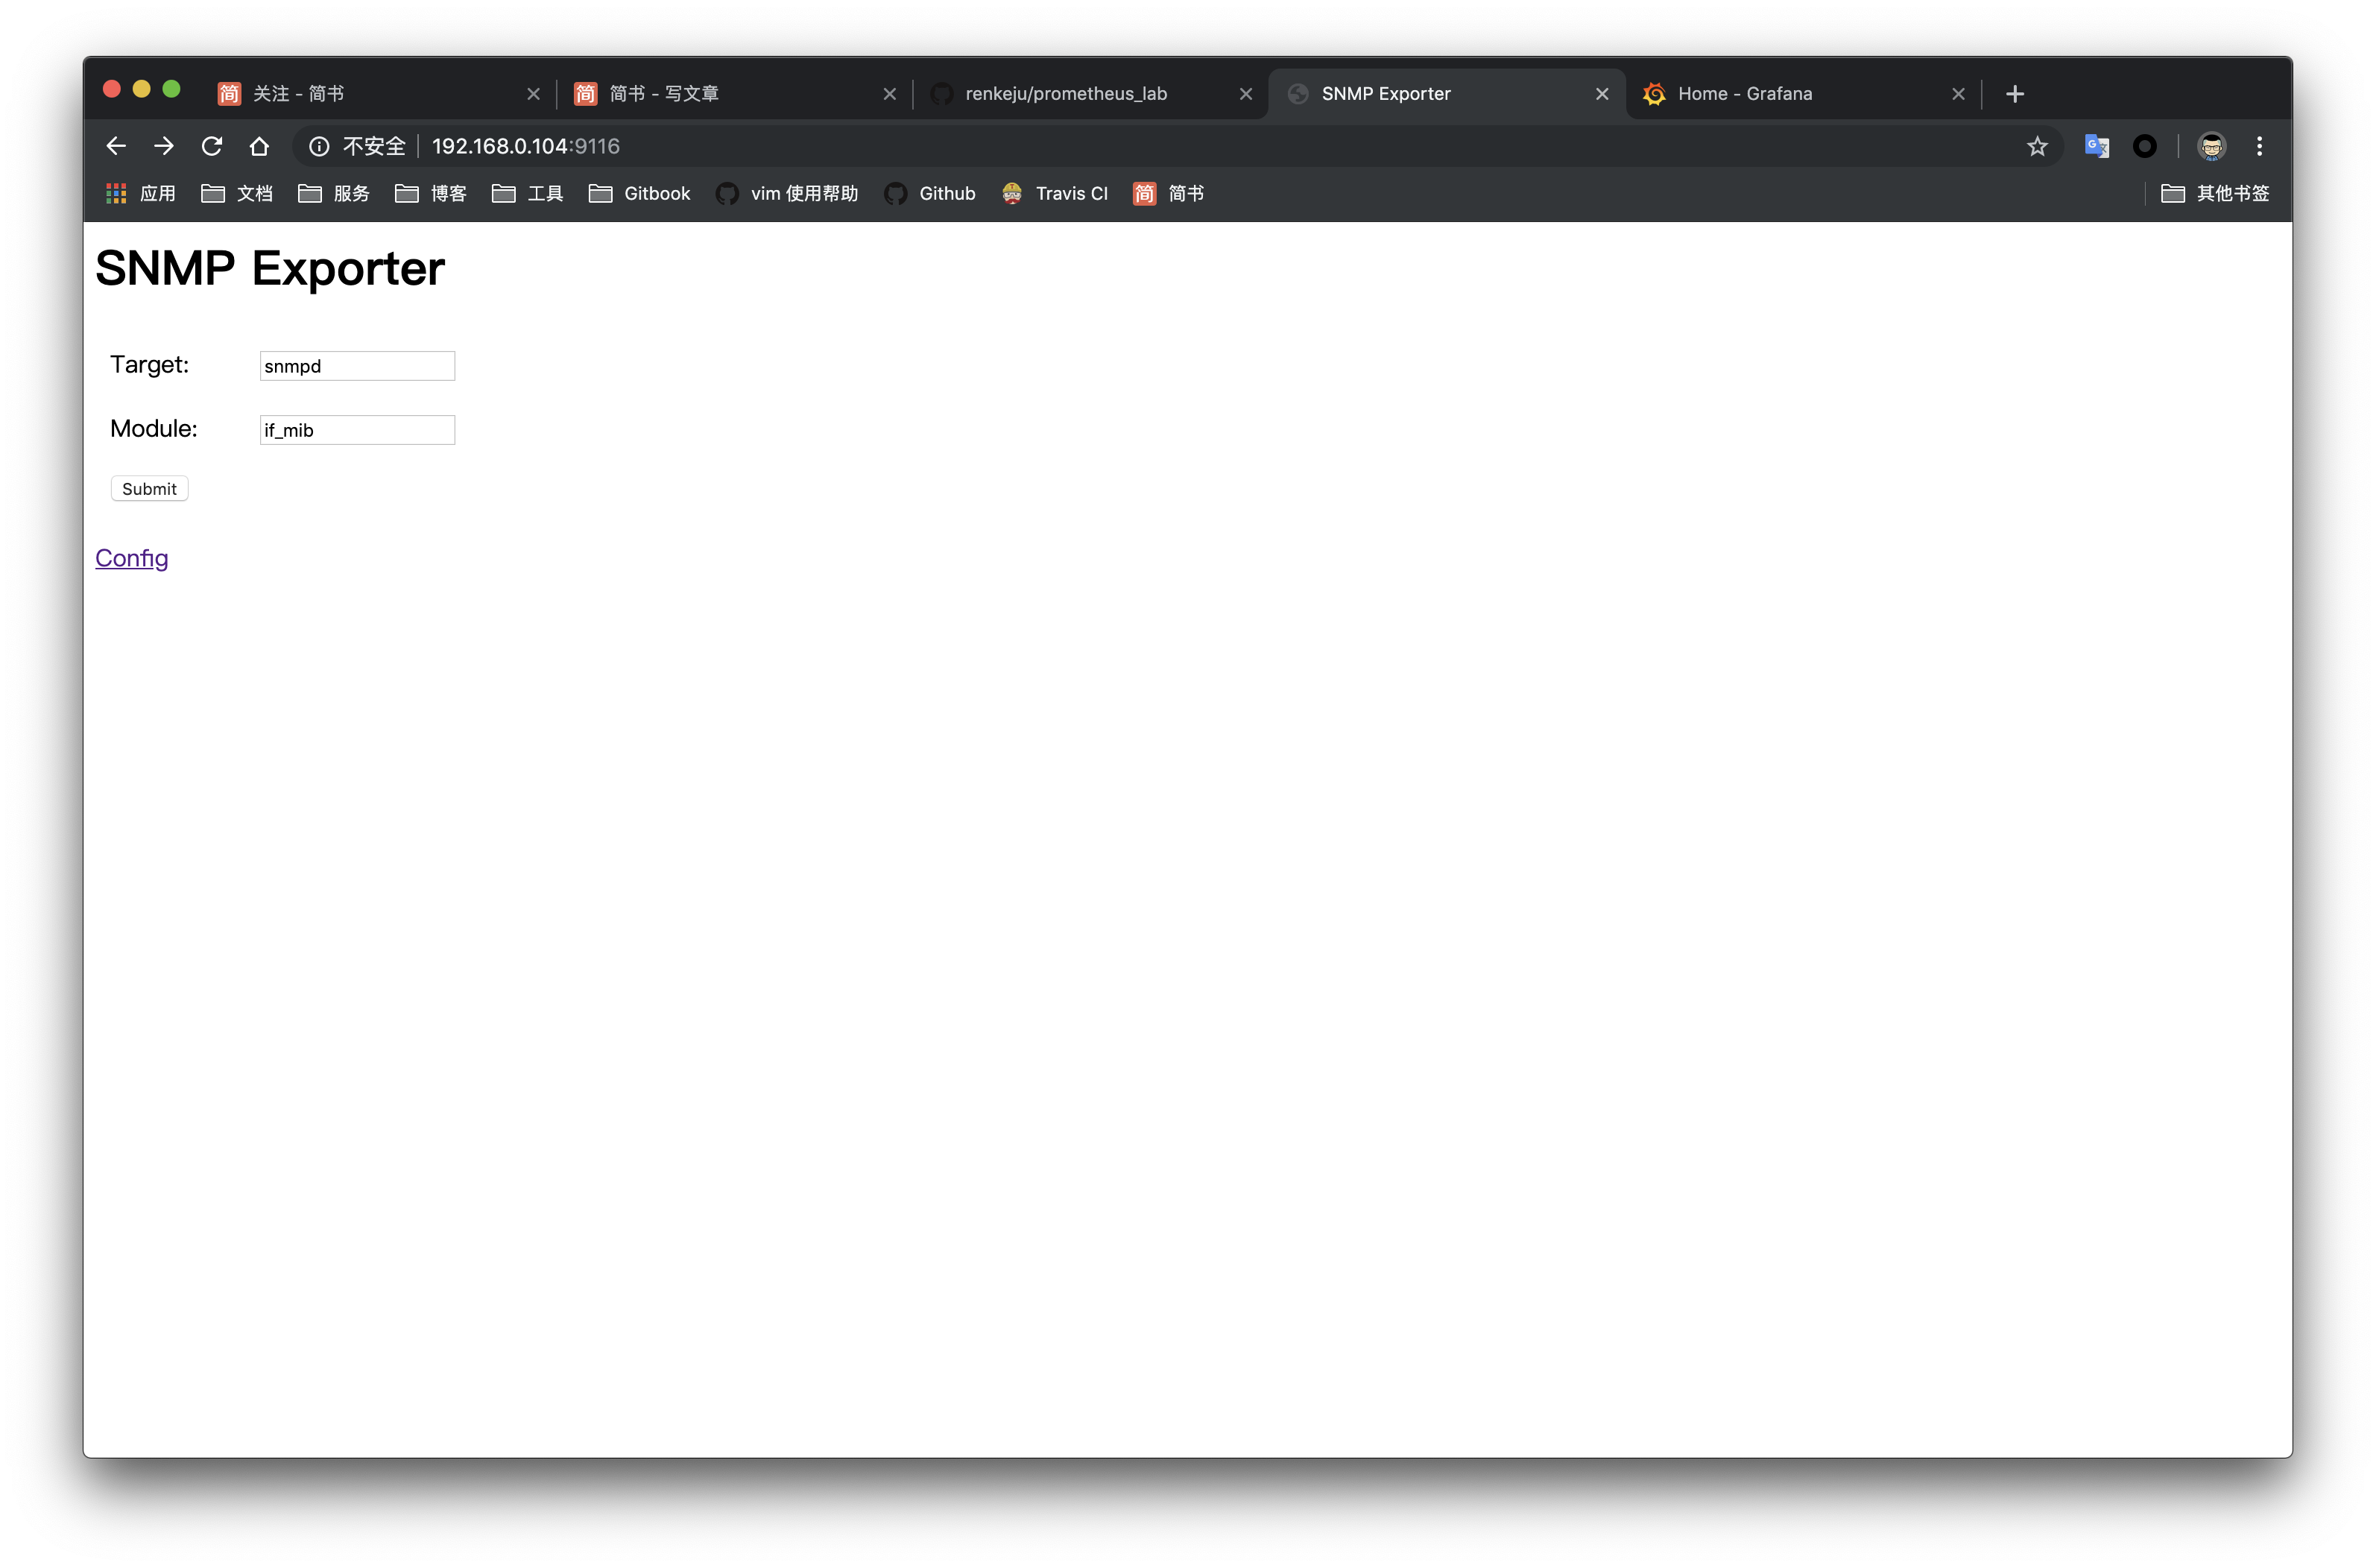 简 关注 - 简书
简 简书 - 写文章
renkeju/prometheus_lab
SNMP Exporter
Home - Grafana
不安全 192.168.0.104:9116
应用 文档 服务 博客 工具 Gitbook vim 使用帮助 Github Travis CI 简 简书 其他书签
SNMP Exporter
Target: snmpd
Module: if_mib
Submit
Config